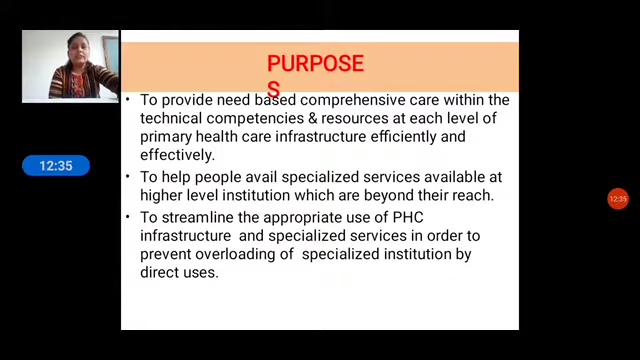 PURPOSE
S
• To provide need based comprehensive care within the
technical competencies & resources at each level of
primary health care infrastructure efficiently and
effectively.
• To help people avail specialized services available at
higher level institution which are beyond their reach.
• To streamline the appropriate use of PHC
infrastructure and specialized services in order to
prevent overloading of specialized institution by
direct uses.
12:35
12:35